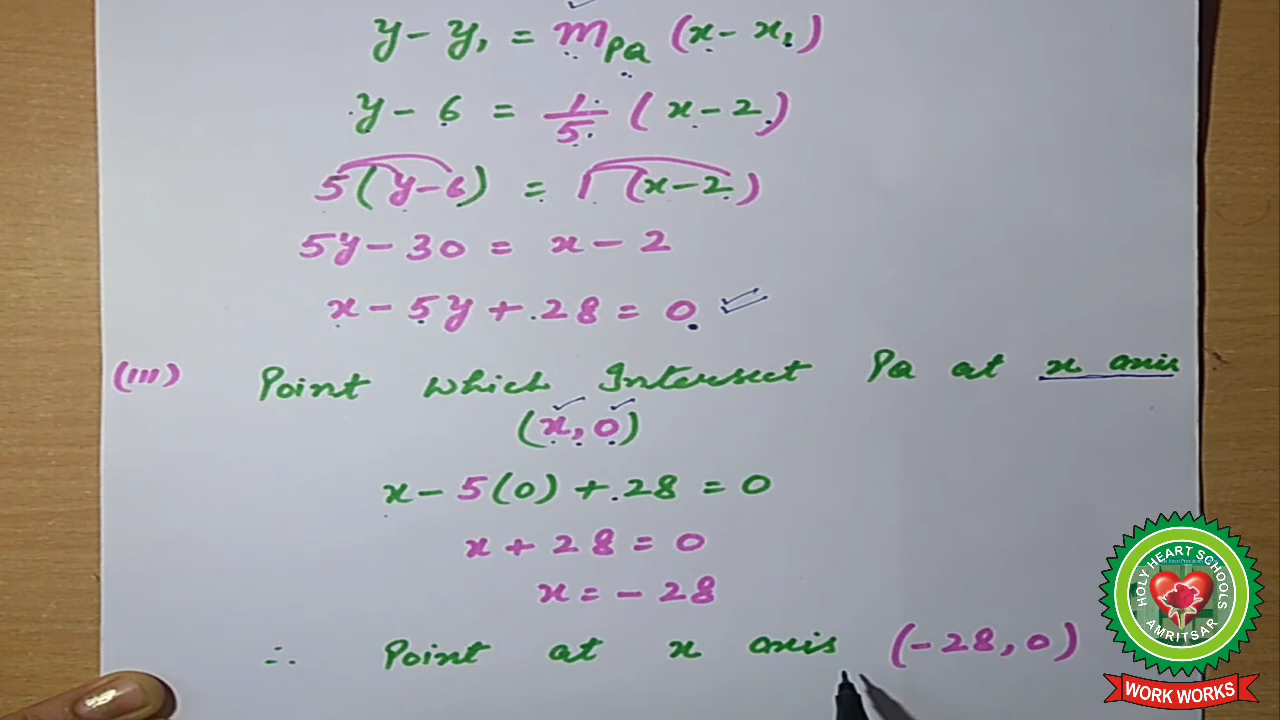 y - y₁ = m_PQ (x - x₁)
y - 6 = 1/5 (x - 2)
5(y - 6) = 1 (x - 2)
5y - 30 = x - 2
x - 5y + 28 = 0
(III) Point which Intersect PQ at x axis
(x, 0)
x - 5(0) + 28 = 0
x + 28 = 0
x = - 28
∴ Point at x axis (-28, 0)
HOLY HEART SCHOOLS
AMRITSAR
WORK WORKS